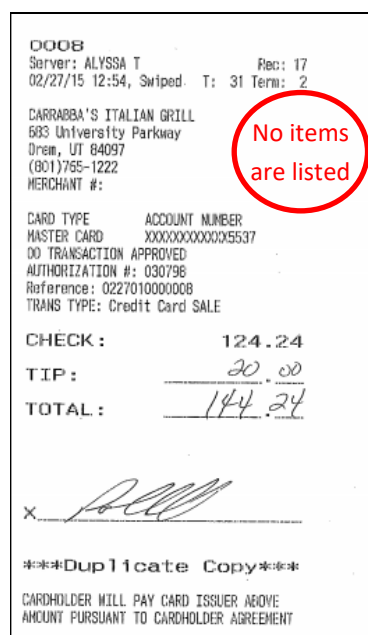 0008
Server: ALYSSA T Rec: 17
02/27/15 12:54, Swiped T: 31 Term: 2
CARRABBA'S ITALIAN GRILL
683 University Parkway
Orem, UT 84097
(801)765-1222
MERCHANT #:
No items
are listed
CARD TYPE ACCOUNT NUMBER
MASTER CARD XXXXXXXXXXXX5537
OO TRANSACTION APPROVED
AUTHORIZATION #: 030798
Reference: 0227010000008
TRANS TYPE: Credit Card SALE
CHECK: 124.24
TIP: 20.00
TOTAL: 144.24
X
***Duplicate Copy***
CARDHOLDER WILL PAY CARD ISSUER ABOVE
AMOUNT PURSUANT TO CARDHOLDER AGREEMENT